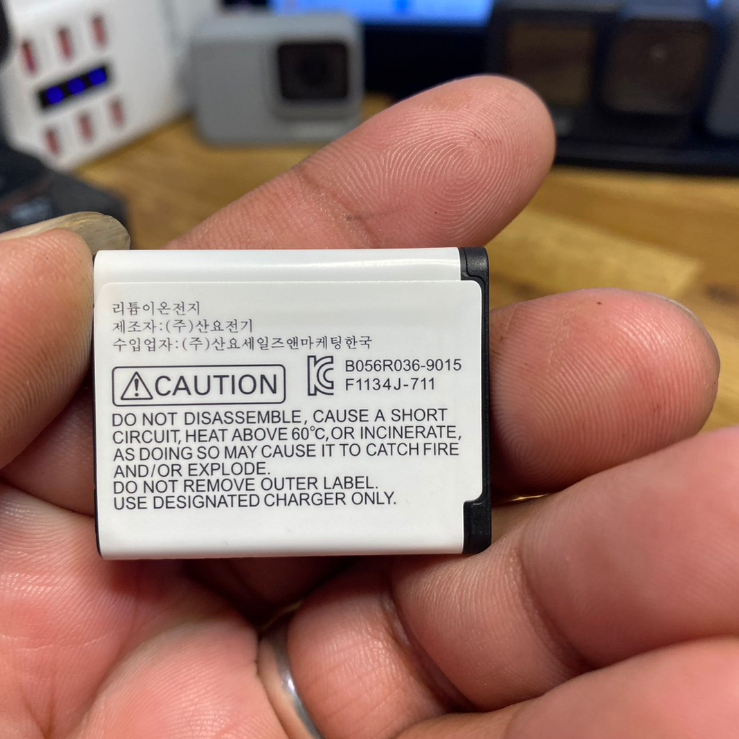 리튬이온전지
제조자:(주)산요전기
수입업자:(주)산요세일즈앤마케팅한국
CAUTION
B056R036-9015
F1134J-711
DO NOT DISASSEMBLE, CAUSE A SHORT
CIRCUIT, HEAT ABOVE 60℃, OR INCINERATE,
AS DOING SO MAY CAUSE IT TO CATCH FIRE
AND/OR EXPLODE.
DO NOT REMOVE OUTER LABEL.
USE DESIGNATED CHARGER ONLY.